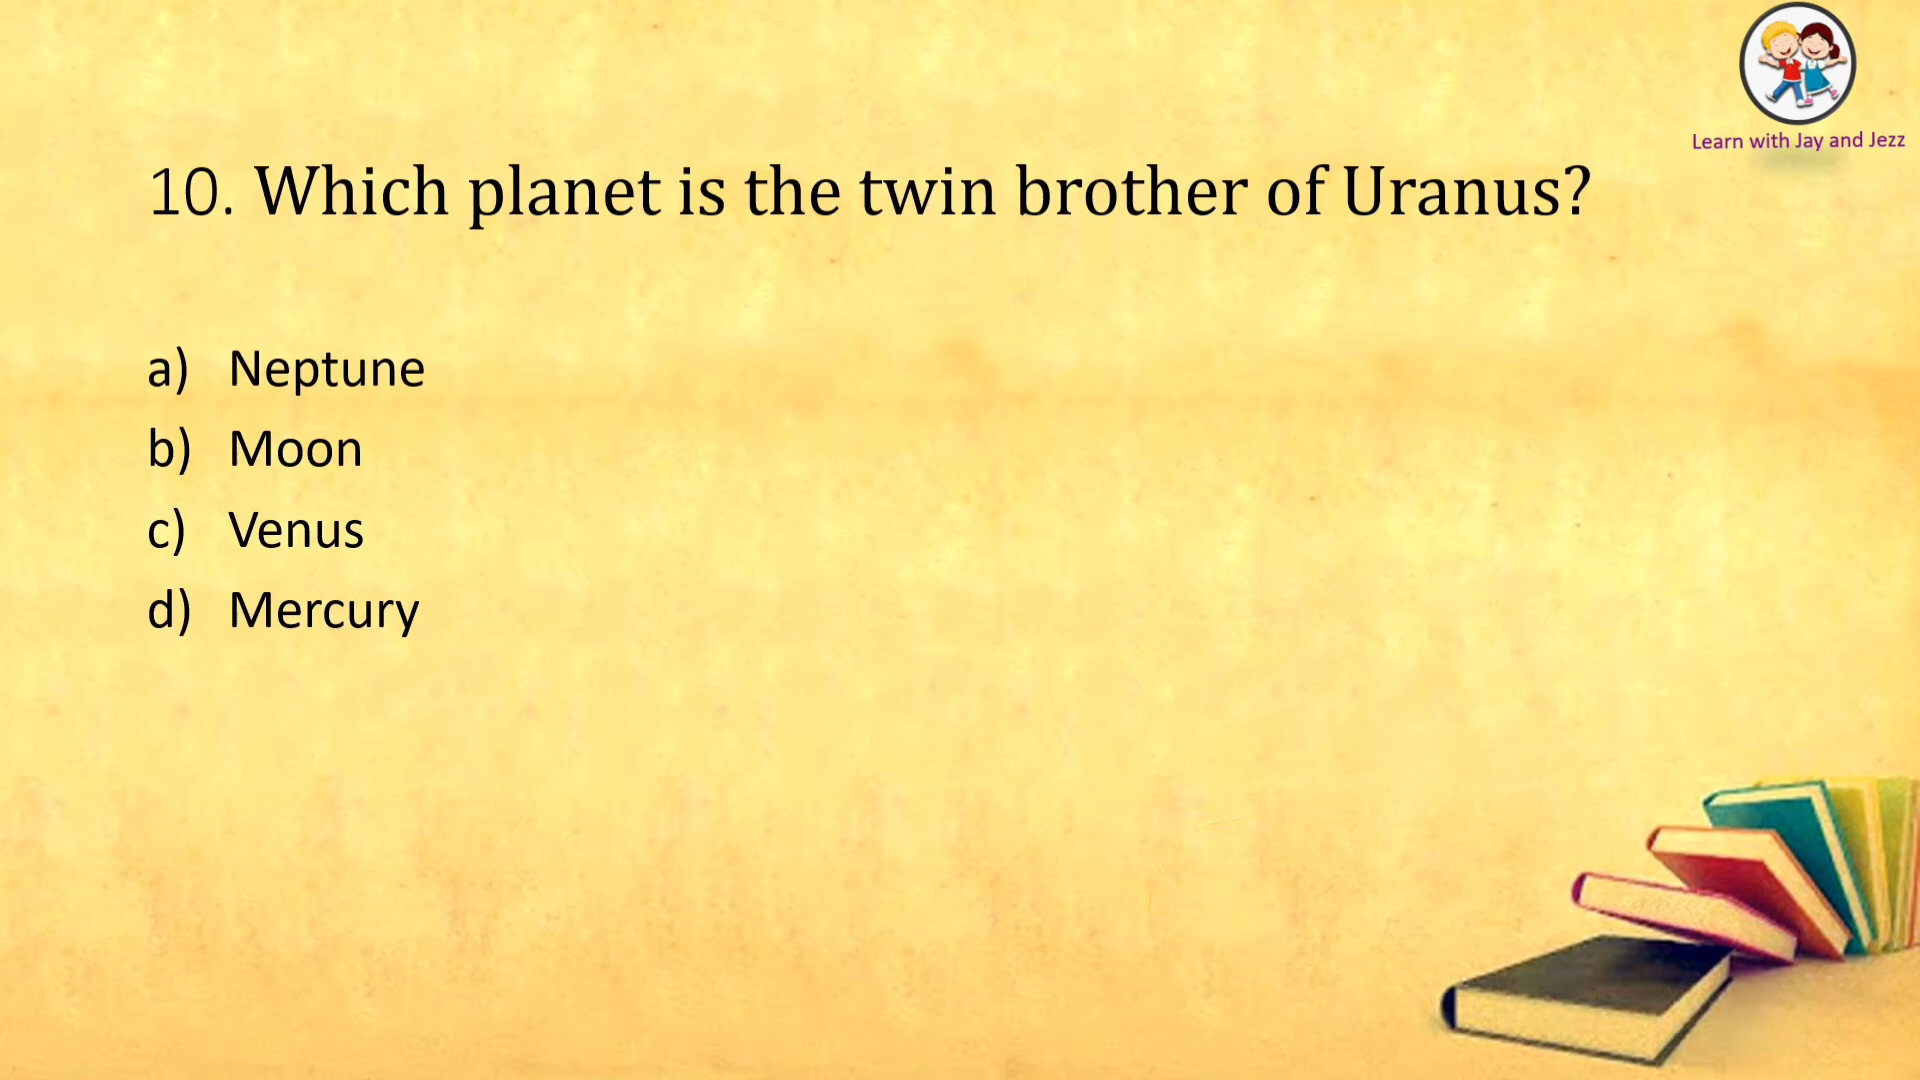 Learn with Jay and Jezz
10. Which planet is the twin brother of Uranus?
a) Neptune
b) Moon
c) Venus
d) Mercury